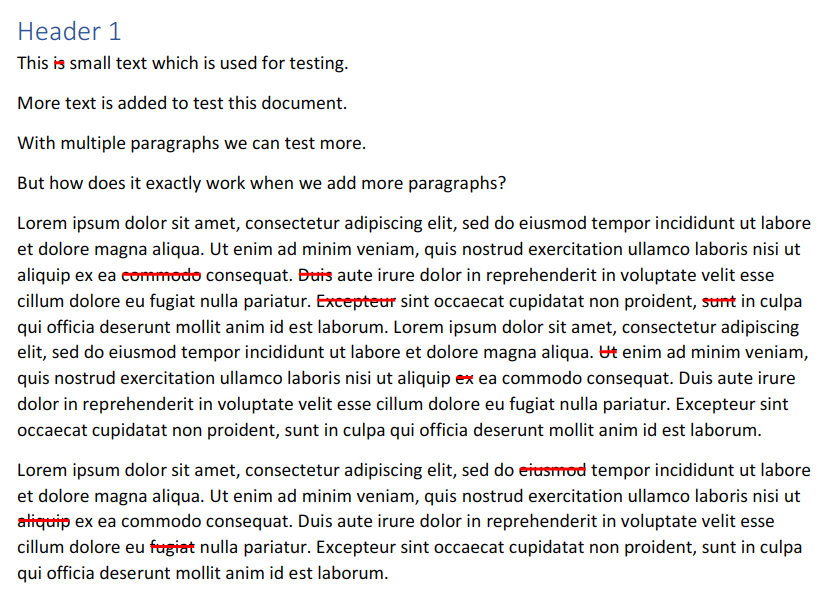 Header 1
This is small text which is used for testing.
More text is added to test this document.
With multiple paragraphs we can test more.
But how does it exactly work when we add more paragraphs?
Lorem ipsum dolor sit amet, consectetur adipiscing elit, sed do eiusmod tempor incididunt ut labore
et dolore magna aliqua. Ut enim ad minim veniam, quis nostrud exercitation ullamco laboris nisi ut
aliquip ex ea commodo consequat. Duis aute irure dolor in reprehenderit in voluptate velit esse
cillum dolore eu fugiat nulla pariatur. Excepteur sint occaecat cupidatat non proident, sunt in culpa
qui officia deserunt mollit anim id est laborum. Lorem ipsum dolor sit amet, consectetur adipiscing
elit, sed do eiusmod tempor incididunt ut labore et dolore magna aliqua. Ut enim ad minim veniam,
quis nostrud exercitation ullamco laboris nisi ut aliquip ex ea commodo consequat. Duis aute irure
dolor in reprehenderit in voluptate velit esse cillum dolore eu fugiat nulla pariatur. Excepteur sint
occaecat cupidatat non proident, sunt in culpa qui officia deserunt mollit anim id est laborum.
Lorem ipsum dolor sit amet, consectetur adipiscing elit, sed do eiusmod tempor incididunt ut labore
et dolore magna aliqua. Ut enim ad minim veniam, quis nostrud exercitation ullamco laboris nisi ut
aliquip ex ea commodo consequat. Duis aute irure dolor in reprehenderit in voluptate velit esse
cillum dolore eu fugiat nulla pariatur. Excepteur sint occaecat cupidatat non proident, sunt in culpa
qui officia deserunt mollit anim id est laborum.